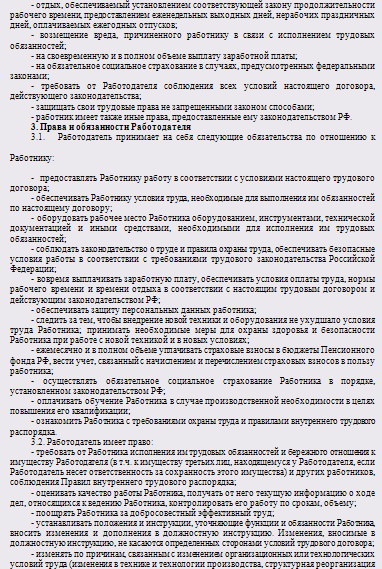 - отдых, обеспечиваемый установлением соответствующей закону продолжительности
рабочего времени, предоставлением еженедельных выходных дней, нерабочих праздничных
дней, оплачиваемых ежегодных отпусков;
- возмещение вреда, причиненного работнику в связи с исполнением трудовых
обязанностей;
- на своевременную и в полном объеме выплату заработной платы;
- на обязательное социальное страхование в случаях, предусмотренных федеральными
законами;
- требовать от Работодателя соблюдения всех условий настоящего договора,
действующего законодательства;
- защищать свои трудовые права не запрещенными законом способами;
- работник имеет также иные права, предоставленные ему законодательством РФ.
3. Права и обязанности Работодателя
3.1. Работодатель принимает на себя следующие обязательства по отношению к
Работнику:
- предоставлять Работнику работу в соответствии с условиями настоящего трудового
договора;
- обеспечивать Работнику условия труда, необходимые для выполнения им обязанностей
по настоящему договору;
- оборудовать рабочее место Работника оборудованием, инструментами, технической
документацией и иными средствами, необходимыми для исполнения им трудовых
обязанностей;
- соблюдать законодательство о труде и правила охраны труда, обеспечивать безопасные
условия работы в соответствии с требованиями трудового законодательства Российской
Федерации;
- вовремя выплачивать заработную плату, обеспечивать условия оплаты труда, нормы
рабочего времени и времени отдыха в соответствии с настоящим трудовым договором и
действующим законодательством РФ;
- обеспечивать защиту персональных данных работника;
- следить за тем, чтобы внедрение новой техники и оборудования не ухудшало условия
труда Работника; принимать необходимые меры для охраны здоровья и безопасности
Работника при работе с новой техникой и в новых условиях;
- ежемесячно и в полном объеме уплачивать страховые взносы в бюджеты Пенсионного
фонда РФ, вести учет, связанный с начислением и перечислением страховых взносов в пользу
работника;
- осуществлять обязательное социальное страхование Работника в порядке,
установленном законодательством РФ;
- оплачивать обучение Работника в случае производственной необходимости в целях
повышения его квалификации;
- ознакомить Работника с требованиями охраны труда и правилами внутреннего трудового
распорядка.
3.2. Работодатель имеет право:
- требовать от Работника исполнения им трудовых обязанностей и бережного отношения к
имуществу Работодателя (в т.ч. к имуществу третьих лиц, находящемуся у Работодателя, если
Работодатель несет ответственность за сохранность этого имущества) и других работников,
соблюдения Правил внутреннего трудового распорядка;
- оценивать качество работы Работника, получать от него текущую информацию о ходе
дел, относящихся к ведению Работника, контролировать его работу по срокам, объему;
- поощрять Работника за добросовестный эффективный труд;
- устанавливать положения и инструкции, уточняющие функции и обязанности Работника,
вносить изменения и дополнения в должностную инструкцию. Изменения, вносимые в
должностную инструкцию, не касаются определенных сторонами условий трудового договора;
- изменять по причинам, связанным с изменением организационных или технологических
условий труда (изменения в технике и технологии производства, структурная реорганизация